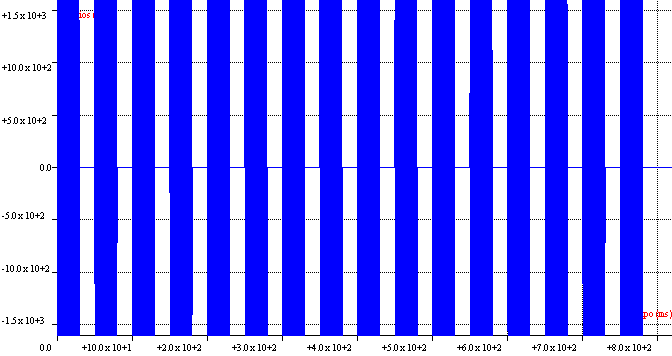 +1.5 x 10+3
+10.0 x 10+2
+5.0 x 10+2
0.0
-5.0 x 10+2
-10.0 x 10+2
-1.5 x 10+3
po (ms)
0.0 +10.0 x 10+1 +2.0 x 10+2 +3.0 x 10+2 +4.0 x 10+2 +5.0 x 10+2 +6.0 x 10+2 +7.0 x 10+2 +8.0 x 10+2